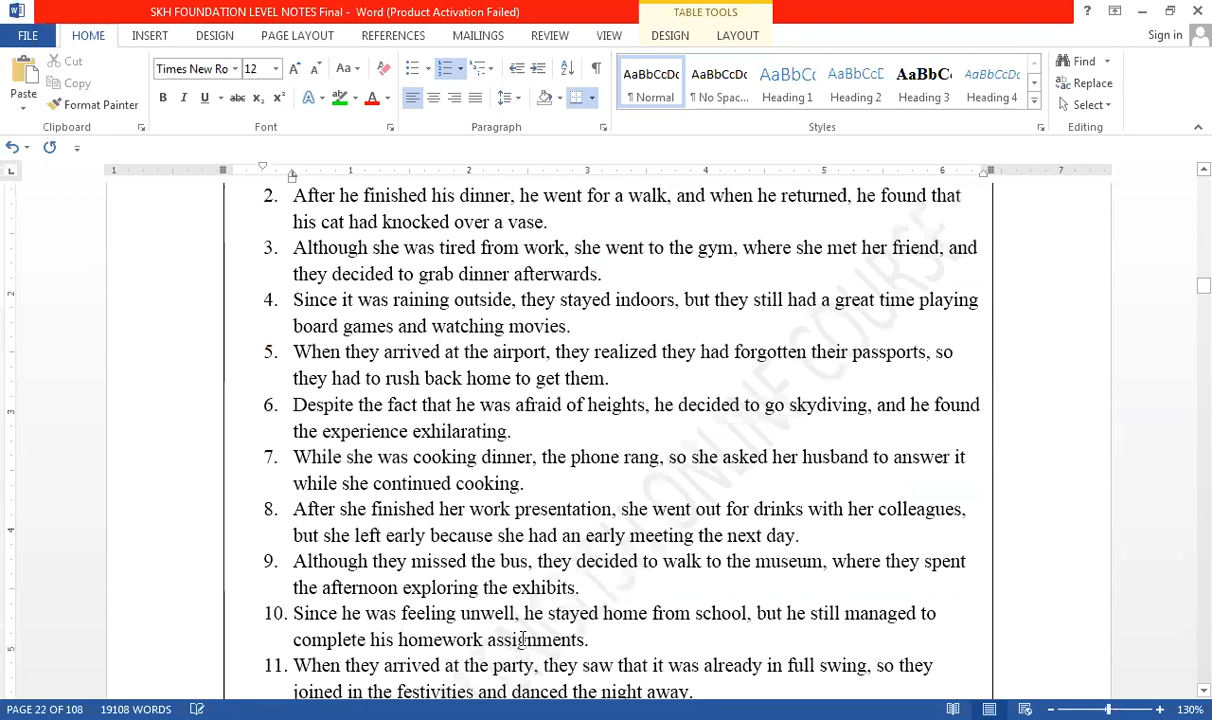 SKH FOUNDATION LEVEL NOTES Final - Word (Product Activation Failed)
TABLE TOOLS
FILE HOME INSERT DESIGN PAGE LAYOUT REFERENCES MAILINGS REVIEW VIEW DESIGN LAYOUT Sign in
Paste
Cut
Copy
Format Painter
Clipboard
Times New Ro 12
Font
Paragraph
AaBbCcDc AaBbCcDc AaBbCcD AaBbCcD AaBbC AaBbCcD
¶ Normal ¶ No Spac... Heading 1 Heading 2 Heading 3 Heading 4
Styles
Find
Replace
Select
Editing
1 1 2 3 4 5 6 7
2. After he finished his dinner, he went for a walk, and when he returned, he found that
his cat had knocked over a vase.
3. Although she was tired from work, she went to the gym, where she met her friend, and
they decided to grab dinner afterwards.
4. Since it was raining outside, they stayed indoors, but they still had a great time playing
board games and watching movies.
5. When they arrived at the airport, they realized they had forgotten their passports, so
they had to rush back home to get them.
6. Despite the fact that he was afraid of heights, he decided to go skydiving, and he found
the experience exhilarating.
7. While she was cooking dinner, the phone rang, so she asked her husband to answer it
while she continued cooking.
8. After she finished her work presentation, she went out for drinks with her colleagues,
but she left early because she had an early meeting the next day.
9. Although they missed the bus, they decided to walk to the museum, where they spent
the afternoon exploring the exhibits.
10. Since he was feeling unwell, he stayed home from school, but he still managed to
complete his homework assignments.
11. When they arrived at the party, they saw that it was already in full swing, so they
joined in the festivities and danced the night away.
ONLINE COURSE
PAGE 22 OF 108 19108 WORDS 130%